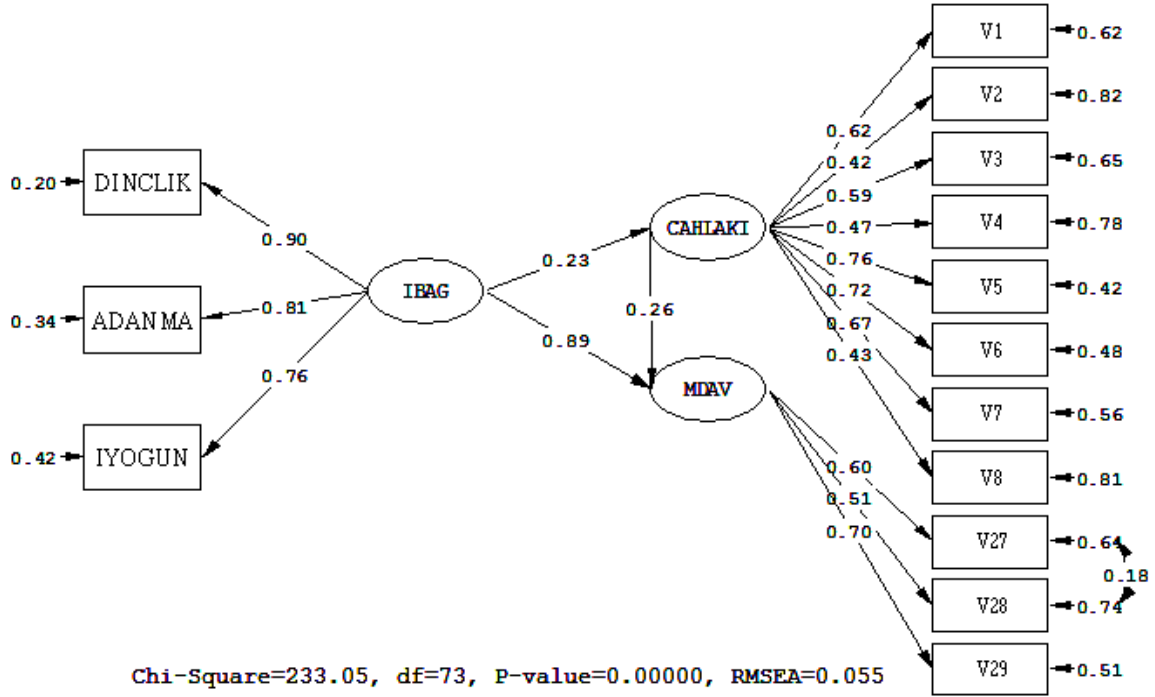 V1
0.62
V2
0.82
0.62
0.42
V3
0.65
DINCLIK
0.20
0.59
CAHLAKI
0.47
V4
0.78
0.90
0.23
0.76
IBAG
0.72
V5
0.42
0.81
0.26
ADANMA
0.34
0.67
0.89
0.43
V6
0.48
0.76
MDAV
V7
0.56
IYOGUN
0.42
0.60
V8
0.81
0.51
0.70
V27
0.64
0.18
V28
0.74
V29
0.51
Chi-Square=233.05, df=73, P-value=0.00000, RMSEA=0.055